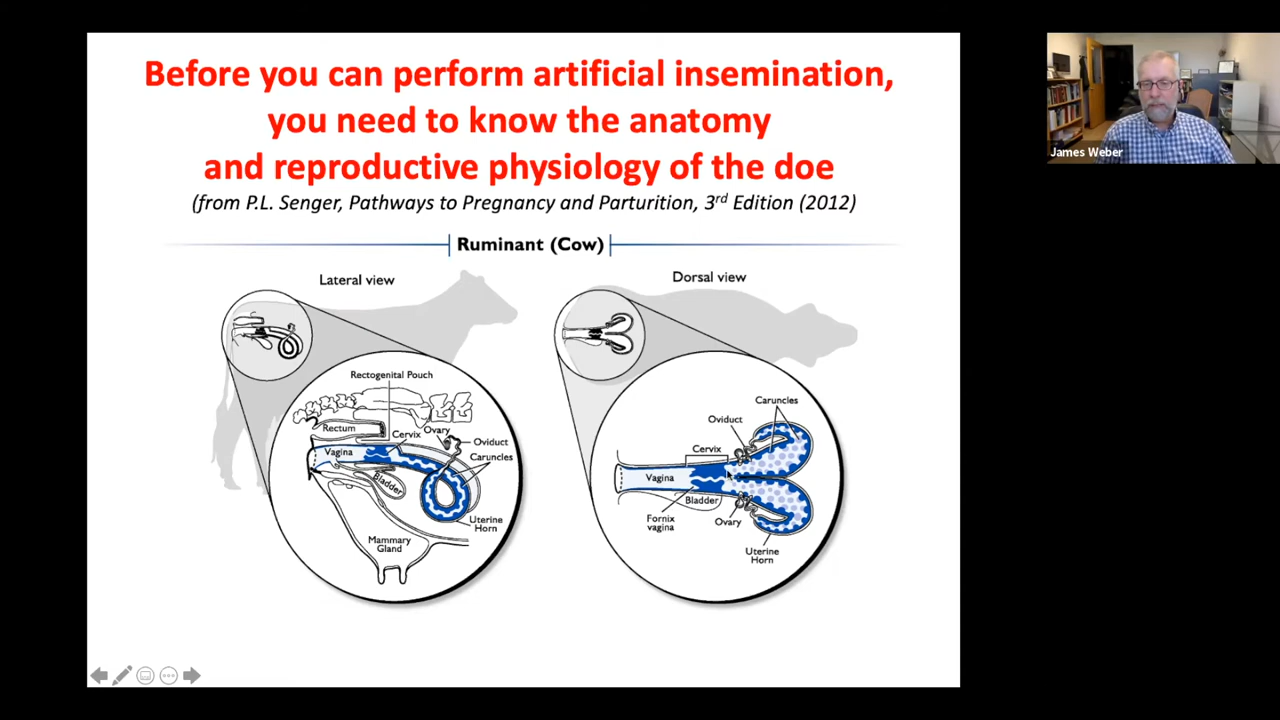 Before you can perform artificial insemination,
you need to know the anatomy
and reproductive physiology of the doe
(from P.L. Senger, Pathways to Pregnancy and Parturition, 3rd Edition (2012)
Ruminant (Cow)
Lateral view
Rectogenital Pouch
Rectum
Cervix
Ovary
Oviduct
Vagina
Caruncles
Bladder
Uterine
Horn
Mammary
Gland
Dorsal view
Caruncles
Oviduct
Cervix
Vagina
Bladder
Fornix
vagina
Ovary
Uterine
Horn
James Weber